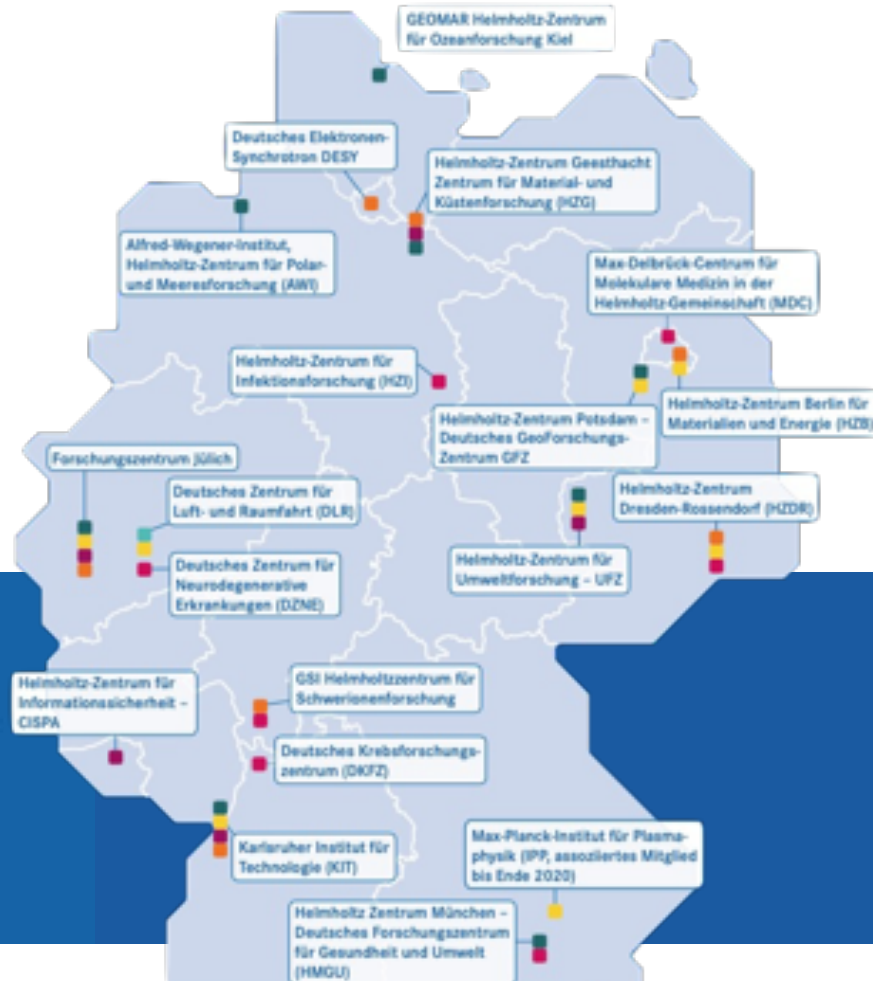 GEOMAR Helmholtz-Zentrum
für Ozeanforschung Kiel
Deutsches Elektronen-
Synchrotron DESY
Helmholtz-Zentrum Geesthacht
Zentrum für Material- und
Küstenforschung (HZG)
Alfred-Wegener-Institut,
Helmholtz-Zentrum für Polar-
und Meeresforschung (AWI)
Max-Delbrück-Centrum für
Molekulare Medizin in der
Helmholtz-Gemeinschaft (MDC)
Helmholtz-Zentrum für
Infektionsforschung (HZI)
Helmholtz-Zentrum Berlin für
Materialien und Energie (HZB)
Helmholtz-Zentrum Potsdam –
Deutsches GeoForschungs-
Zentrum GFZ
Forschungszentrum Jülich
Deutsches Zentrum für
Luft- und Raumfahrt (DLR)
Helmholtz-Zentrum
Dresden-Rossendorf (HZDR)
Deutsches Zentrum für
Neurodegenerative
Erkrankungen (DZNE)
Helmholtz-Zentrum für
Umweltforschung – UFZ
Helmholtz-Zentrum für
Informationssicherheit –
CISPA
GSI Helmholtzzentrum für
Schwerionenforschung
Deutsches Krebsforschungs-
zentrum (DKFZ)
Karlsruher Institut für
Technologie (KIT)
Max-Planck-Institut für Plasma-
physik (IPP, assoziiertes Mitglied
bis Ende 2020)
Helmholtz Zentrum München –
Deutsches Forschungszentrum
für Gesundheit und Umwelt
(HMGU)